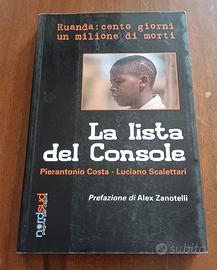 Ruanda: cento giorni
un milione di morti
La lista
del Console
Pierantonio Costa - Luciano Scalettari
Prefazione di Alex Zanotelli
nordsud
subito